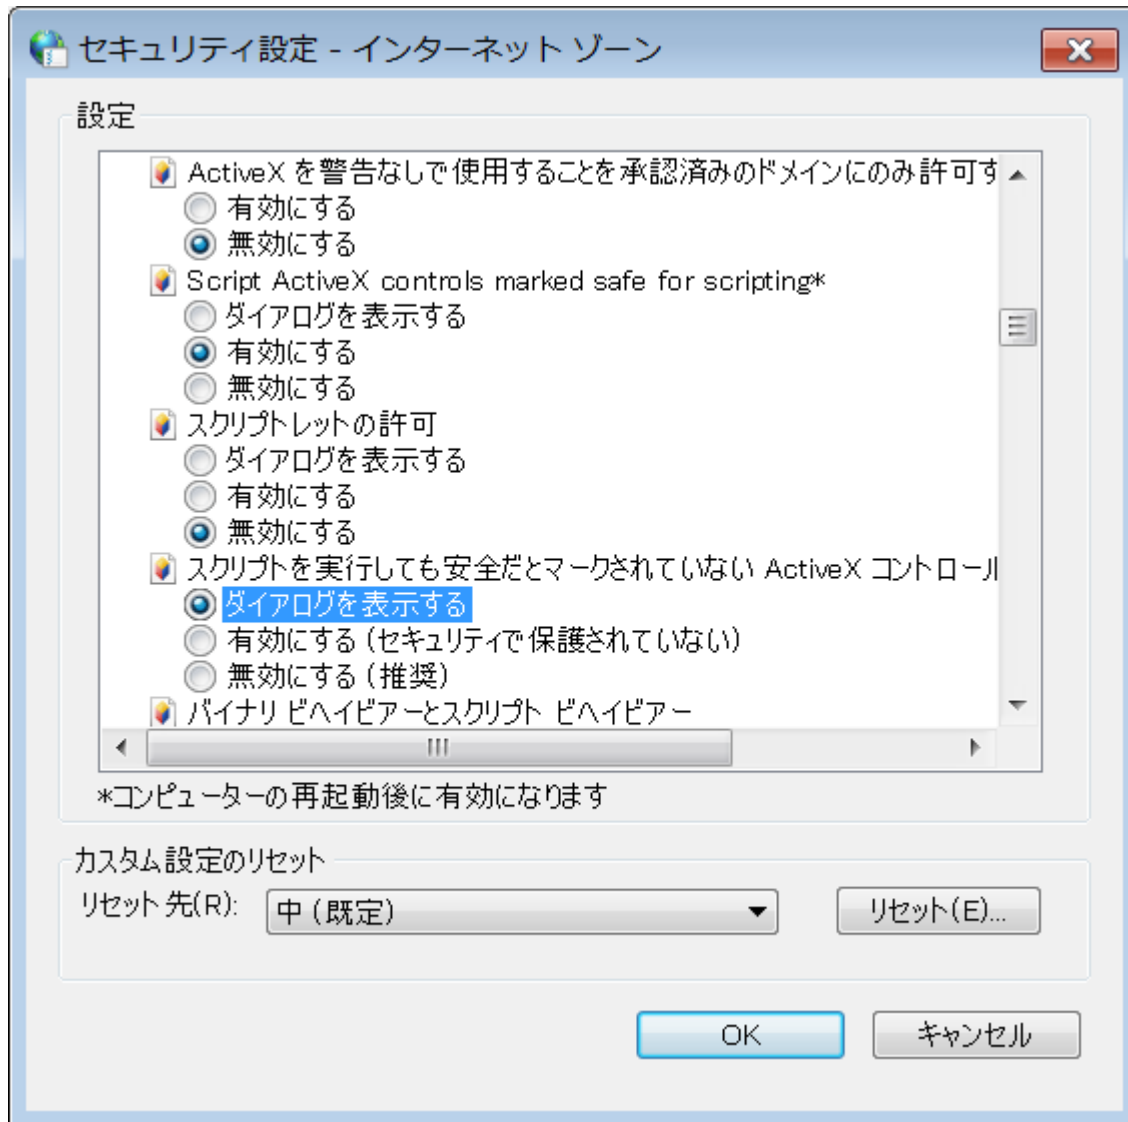 セキュリティ設定 - インターネット ゾーン
設定
ActiveX を警告なしで使用することを承認済みのドメインにのみ許可す
有効にする
無効にする
Script ActiveX controls marked safe for scripting*
ダイアログを表示する
有効にする
無効にする
スクリプトレットの許可
ダイアログを表示する
有効にする
無効にする
スクリプトを実行しても安全だとマークされていない ActiveX コントロール
ダイアログを表示する
有効にする (セキュリティで保護されていない)
無効にする (推奨)
バイナリ ビヘイビアーとスクリプト ビヘイビアー
*コンピューターの再起動後に有効になります
カスタム設定のリセット
リセット先(R):
中 (既定)
リセット(E)...
OK
キャンセル